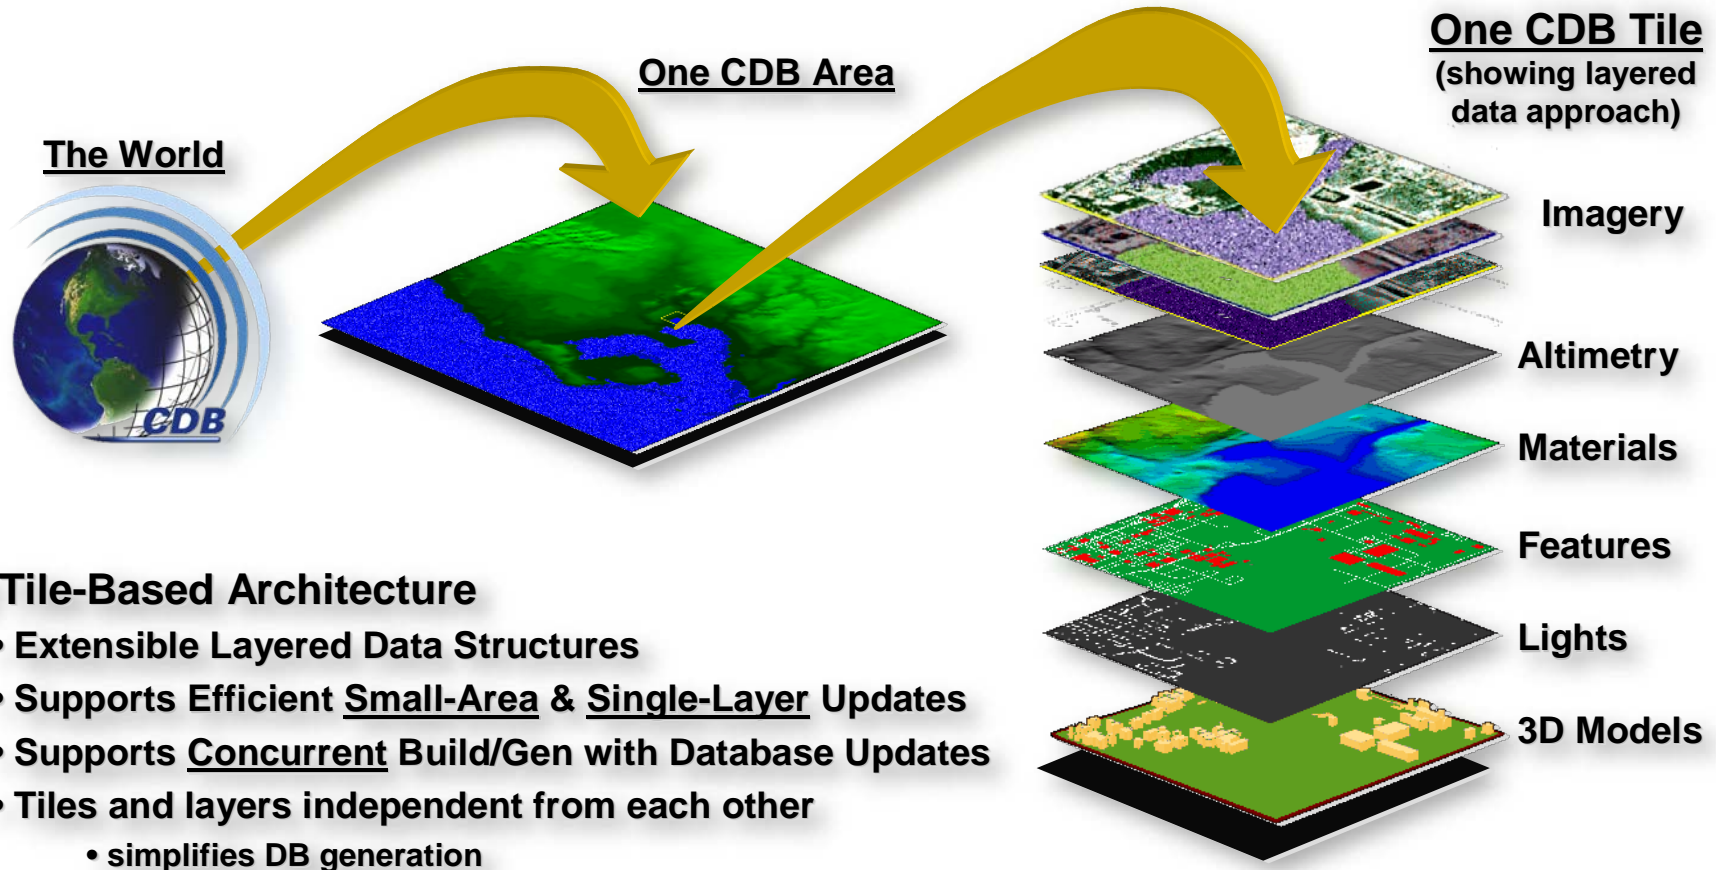 The World
CDB
One CDB Area
One CDB Tile
(showing layered
data approach)
Imagery
Altimetry
Materials
Features
Lights
3D Models
Tile-Based Architecture
• Extensible Layered Data Structures
• Supports Efficient Small-Area & Single-Layer Updates
• Supports Concurrent Build/Gen with Database Updates
• Tiles and layers independent from each other
• simplifies DB generation